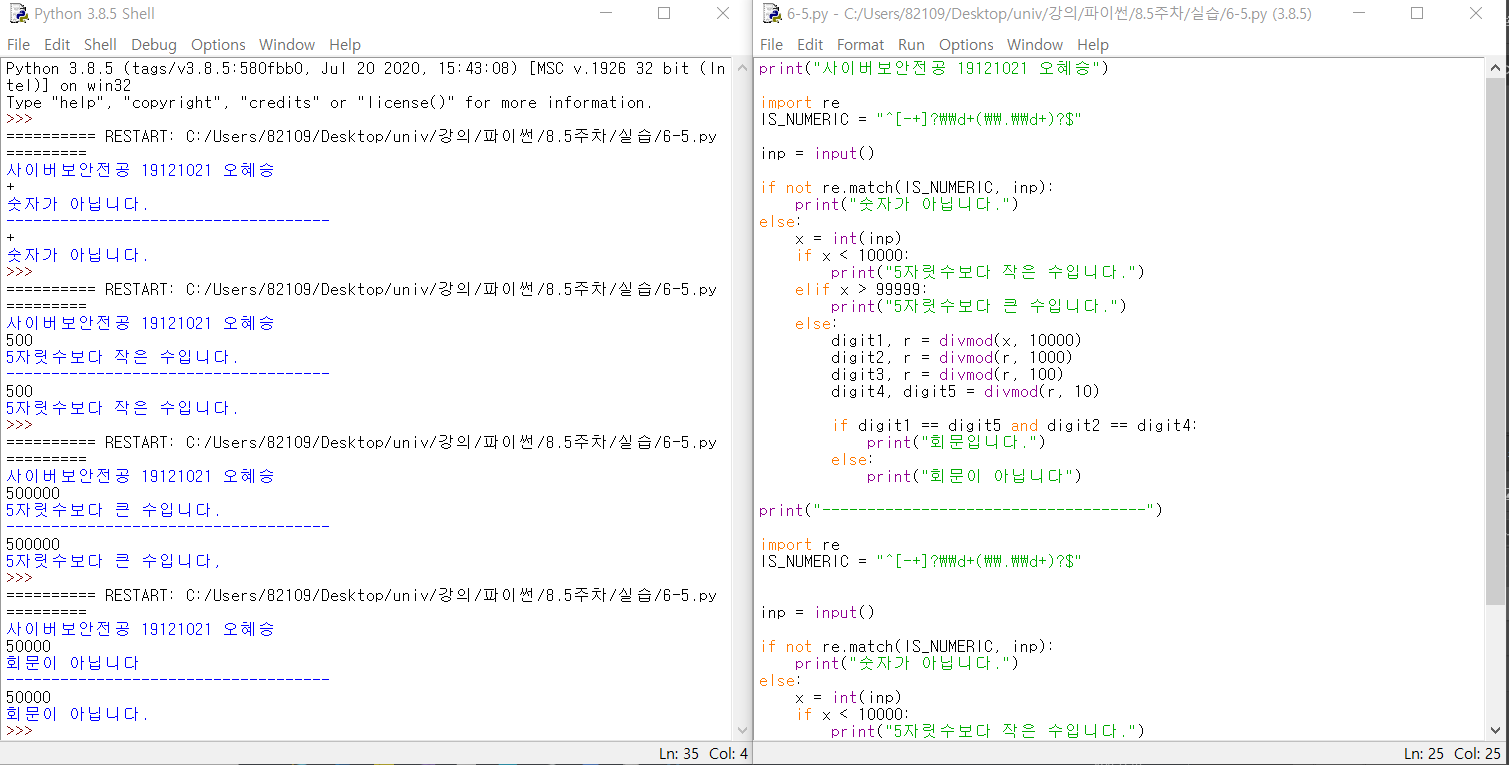 Python 3.8.5 Shell
File Edit Shell Debug Options Window Help
Python 3.8.5 (tags/v3.8.5:580fbb0, Jul 20 2020, 15:43:08) [MSC v.1926 32 bit (In
tel)] on win32
Type "help", "copyright", "credits" or "license()" for more information.
>>>
========== RESTART: C:/Users/82109/Desktop/univ/강의/파이썬/8.5주차/실습/6-5.py
=========
사이버보안전공 19121021 오혜승
+
숫자가 아닙니다.
------------------------------------
+
숫자가 아닙니다.
>>>
========== RESTART: C:/Users/82109/Desktop/univ/강의/파이썬/8.5주차/실습/6-5.py
=========
사이버보안전공 19121021 오혜승
500
5자릿수보다 작은 수입니다.
------------------------------------
500
5자릿수보다 작은 수입니다.
>>>
========== RESTART: C:/Users/82109/Desktop/univ/강의/파이썬/8.5주차/실습/6-5.py
=========
사이버보안전공 19121021 오혜승
500000
5자릿수보다 큰 수입니다.
------------------------------------
500000
5자릿수보다 큰 수입니다,
>>>
========== RESTART: C:/Users/82109/Desktop/univ/강의/파이썬/8.5주차/실습/6-5.py
=========
사이버보안전공 19121021 오혜승
50000
회문이 아닙니다
------------------------------------
50000
회문이 아닙니다.
>>>
Ln: 35 Col: 4
6-5.py - C:/Users/82109/Desktop/univ/강의/파이썬/8.5주차/실습/6-5.py (3.8.5)
File Edit Format Run Options Window Help
print("사이버보안전공 19121021 오혜승")
import re
IS_NUMERIC = "^[-+]?₩₩d+(₩₩.₩₩d+)?$"
inp = input()
if not re.match(IS_NUMERIC, inp):
    print("숫자가 아닙니다.")
else:
    x = int(inp)
    if x < 10000:
        print("5자릿수보다 작은 수입니다.")
    elif x > 99999:
        print("5자릿수보다 큰 수입니다.")
    else:
        digit1, r = divmod(x, 10000)
        digit2, r = divmod(r, 1000)
        digit3, r = divmod(r, 100)
        digit4, digit5 = divmod(r, 10)
        if digit1 == digit5 and digit2 == digit4:
            print("회문입니다.")
        else:
            print("회문이 아닙니다")
print("------------------------------------")
import re
IS_NUMERIC = "^[-+]?₩₩d+(₩₩.₩₩d+)?$"
inp = input()
if not re.match(IS_NUMERIC, inp):
    print("숫자가 아닙니다.")
else:
    x = int(inp)
    if x < 10000:
        print("5자릿수보다 작은 수입니다.")
Ln: 25 Col: 25